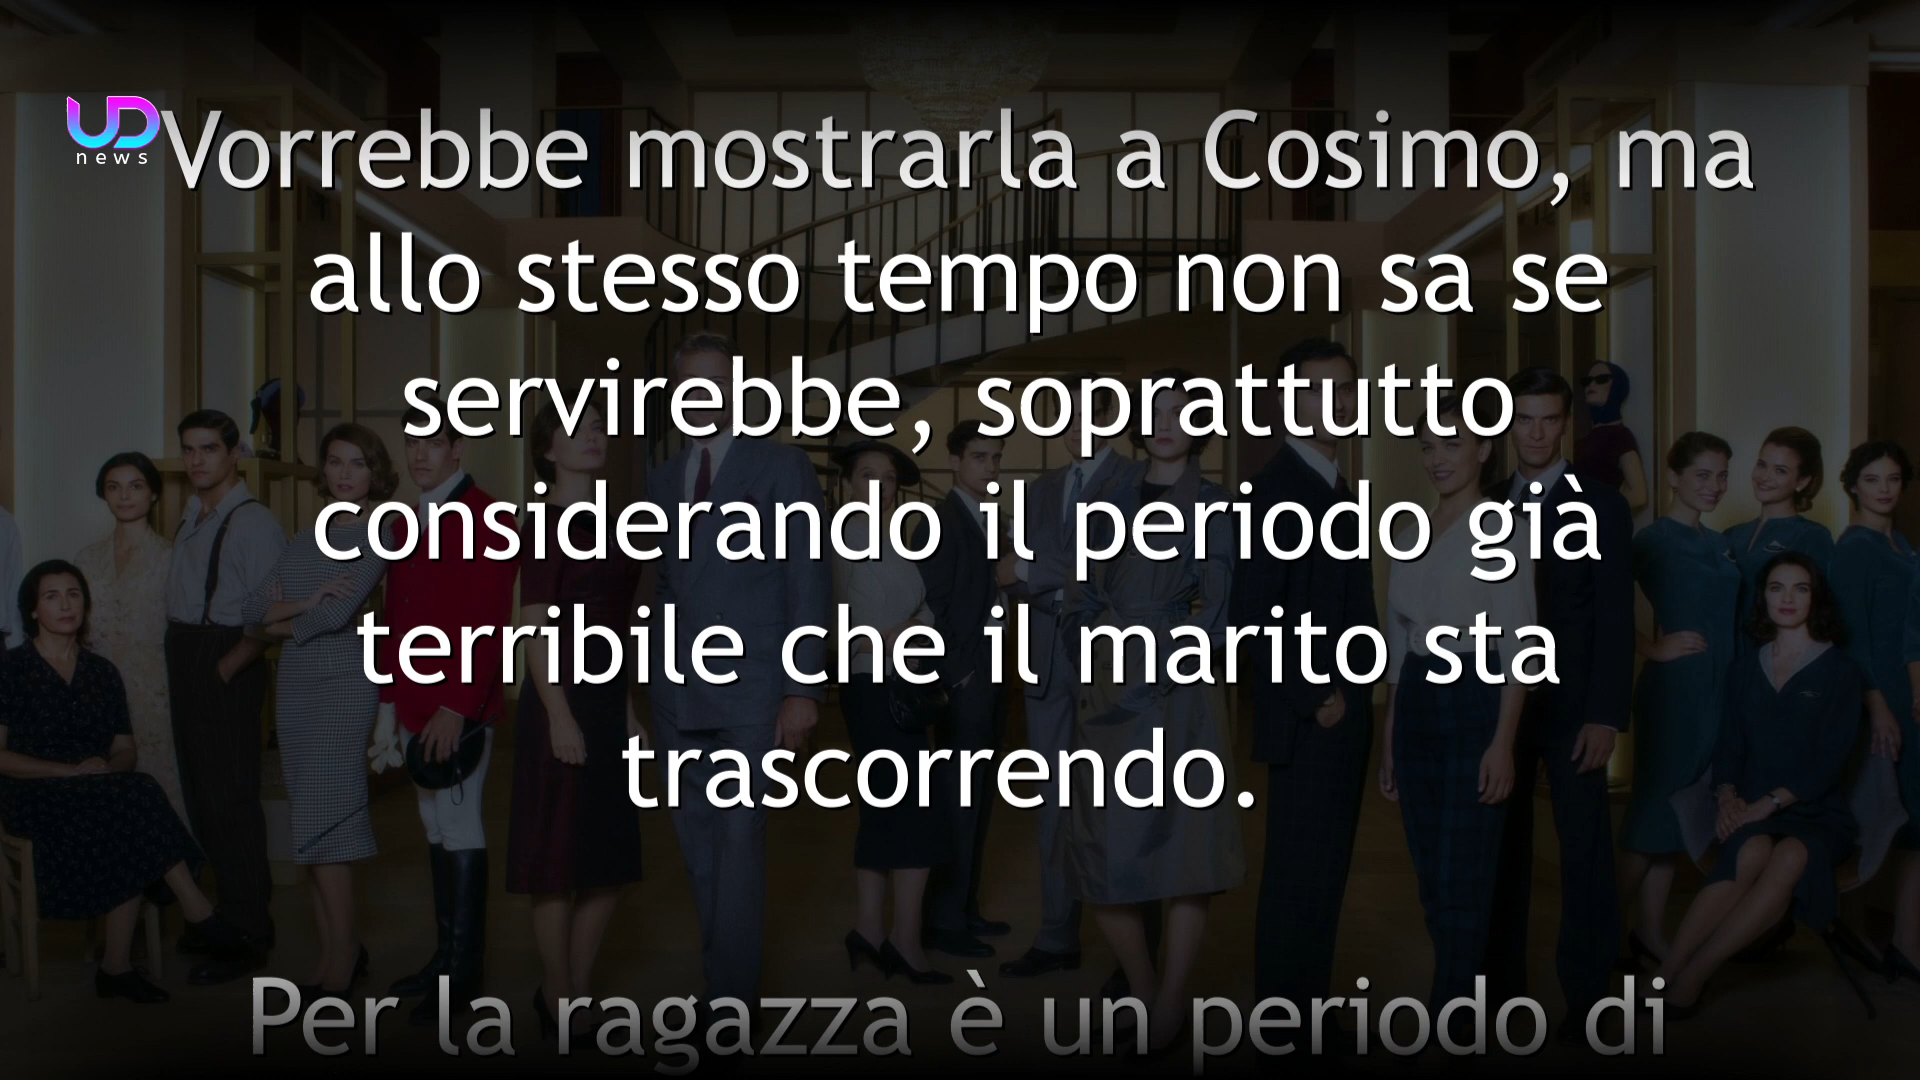 UD
news
Vorrebbe mostrarla a Cosimo, ma
allo stesso tempo non sa se
servirebbe, soprattutto
considerando il periodo già
terribile che il marito sta
trascorrendo.
Per la ragazza è un periodo di